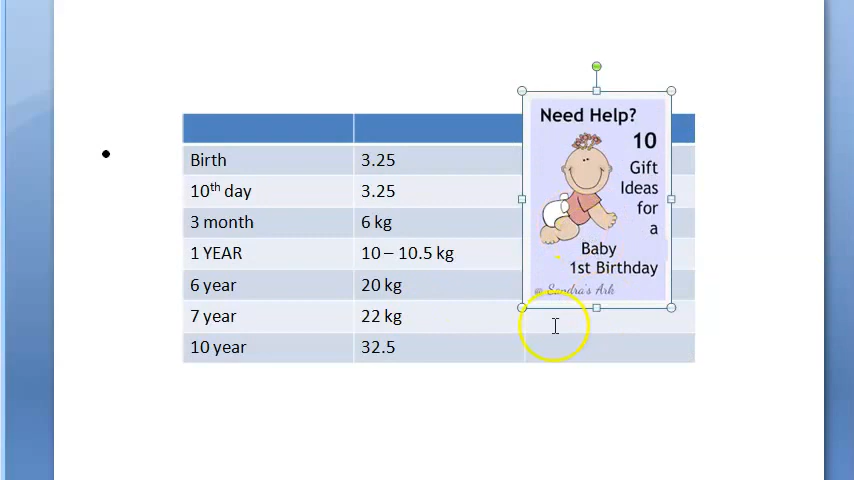 Need Help?
10
Gift
Ideas
for
a
Baby
1st Birthday
@ Sandra's Ark
Birth 3.25
10th day 3.25
3 month 6 kg
1 YEAR 10 – 10.5 kg
6 year 20 kg
7 year 22 kg
10 year 32.5